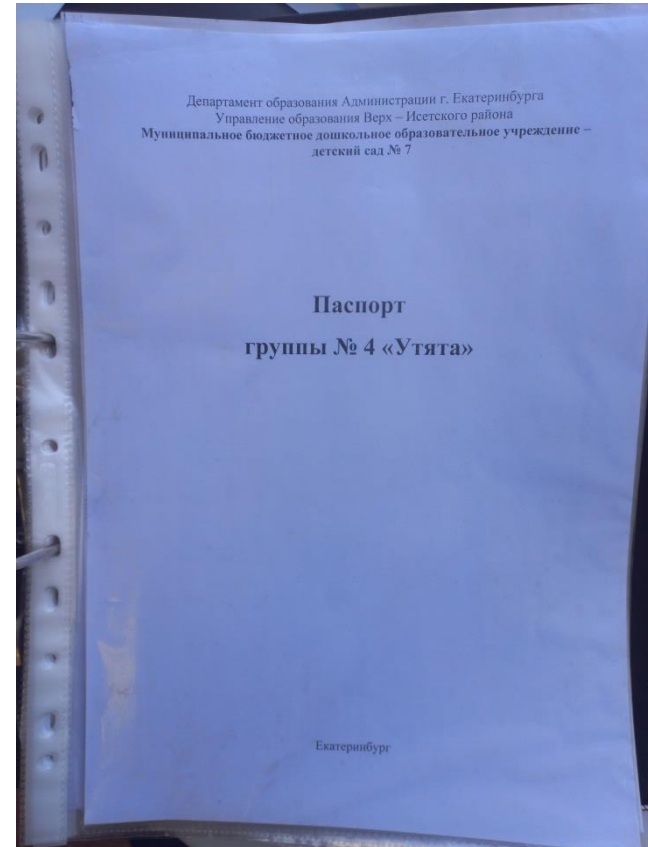 Департамент образования Администрации г. Екатеринбурга
Управление образования Верх – Исетского района
Муниципальное бюджетное дошкольное образовательное учреждение –
детский сад № 7
Паспорт
группы № 4 «Утята»
Екатеринбург